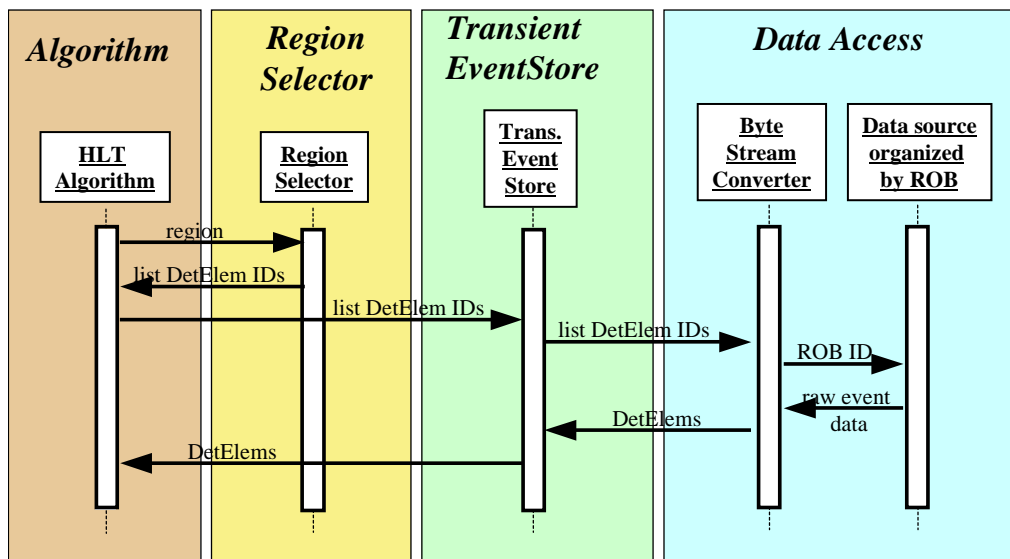 Algorithm
Region
Selector
Transient
EventStore
Data Access
HLT
Algorithm
Region
Selector
Trans.
Event
Store
Byte
Stream
Converter
Data source
organized
by ROB
region
list DetElem IDs
list DetElem IDs
list DetElem IDs
ROB ID
raw event
data
DetElems
DetElems